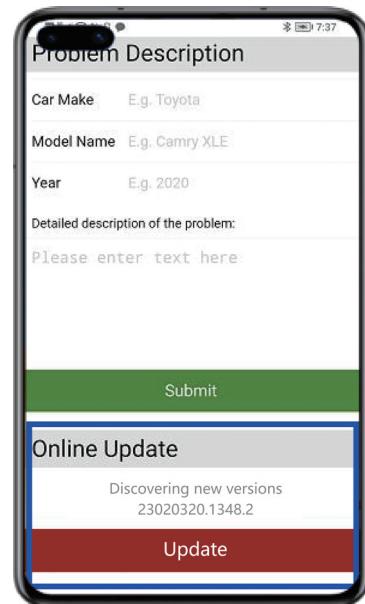 7:37
Problem Description
Car Make E.g. Toyota
Model Name E.g. Camry XLE
Year E.g. 2020
Detailed description of the problem:
Please enter text here
Submit
Online Update
Discovering new versions
23020320.1348.2
Update